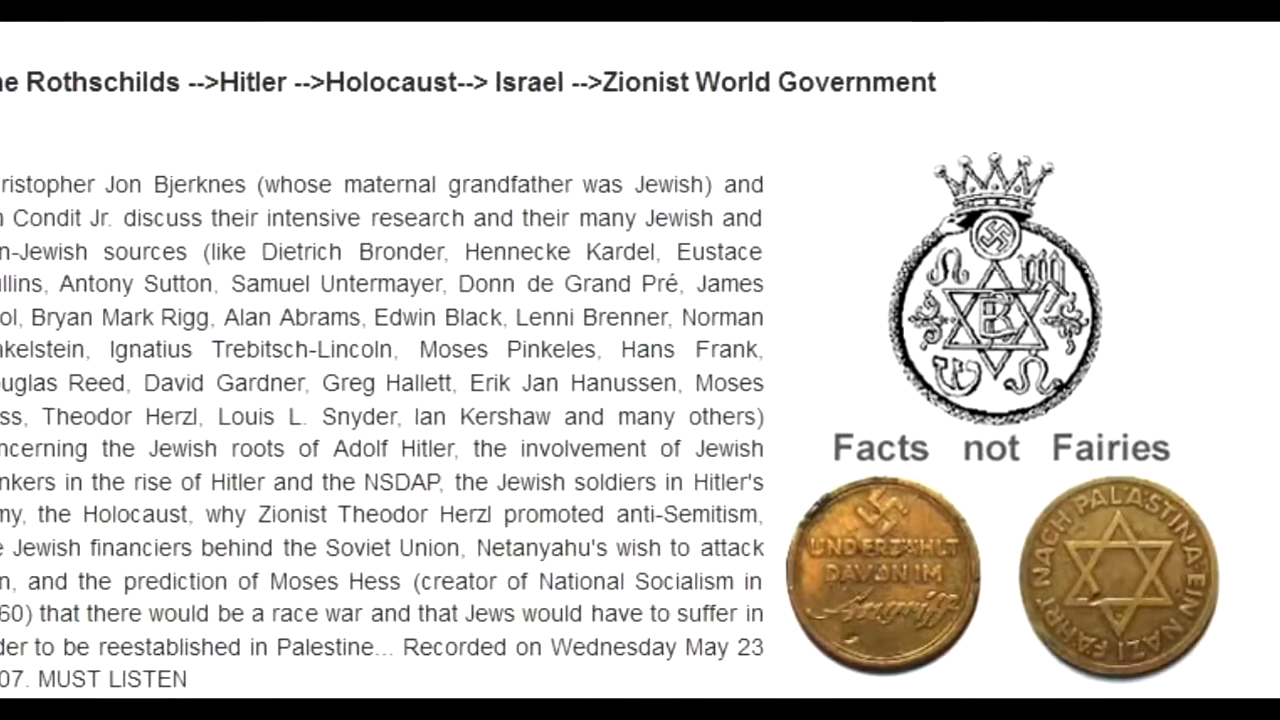 ne Rothschilds -->Hitler -->Holocaust--> Israel -->Zionist World Government
ristopher Jon Bjerknes (whose maternal grandfather was Jewish) and
n Condit Jr. discuss their intensive research and their many Jewish and
n-Jewish sources (like Dietrich Bronder, Hennecke Kardel, Eustace
llins, Antony Sutton, Samuel Untermayer, Donn de Grand Pré, James
ol, Bryan Mark Rigg, Alan Abrams, Edwin Black, Lenni Brenner, Norman
nkelstein, Ignatius Trebitsch-Lincoln, Moses Pinkeles, Hans Frank,
ouglas Reed, David Gardner, Greg Hallett, Erik Jan Hanussen, Moses
ss, Theodor Herzl, Louis L. Snyder, Ian Kershaw and many others)
ncerning the Jewish roots of Adolf Hitler, the involvement of Jewish
nkers in the rise of Hitler and the NSDAP, the Jewish soldiers in Hitler's
my, the Holocaust, why Zionist Theodor Herzl promoted anti-Semitism,
e Jewish financiers behind the Soviet Union, Netanyahu's wish to attack
n, and the prediction of Moses Hess (creator of National Socialism in
60) that there would be a race war and that Jews would have to suffer in
der to be reestablished in Palestine... Recorded on Wednesday May 23
07. MUST LISTEN
Facts not Fairies
UND ERZÄHLT
DAVON IM
Angriff
EIN NAZI FÄHRT NACH PALÄSTINA